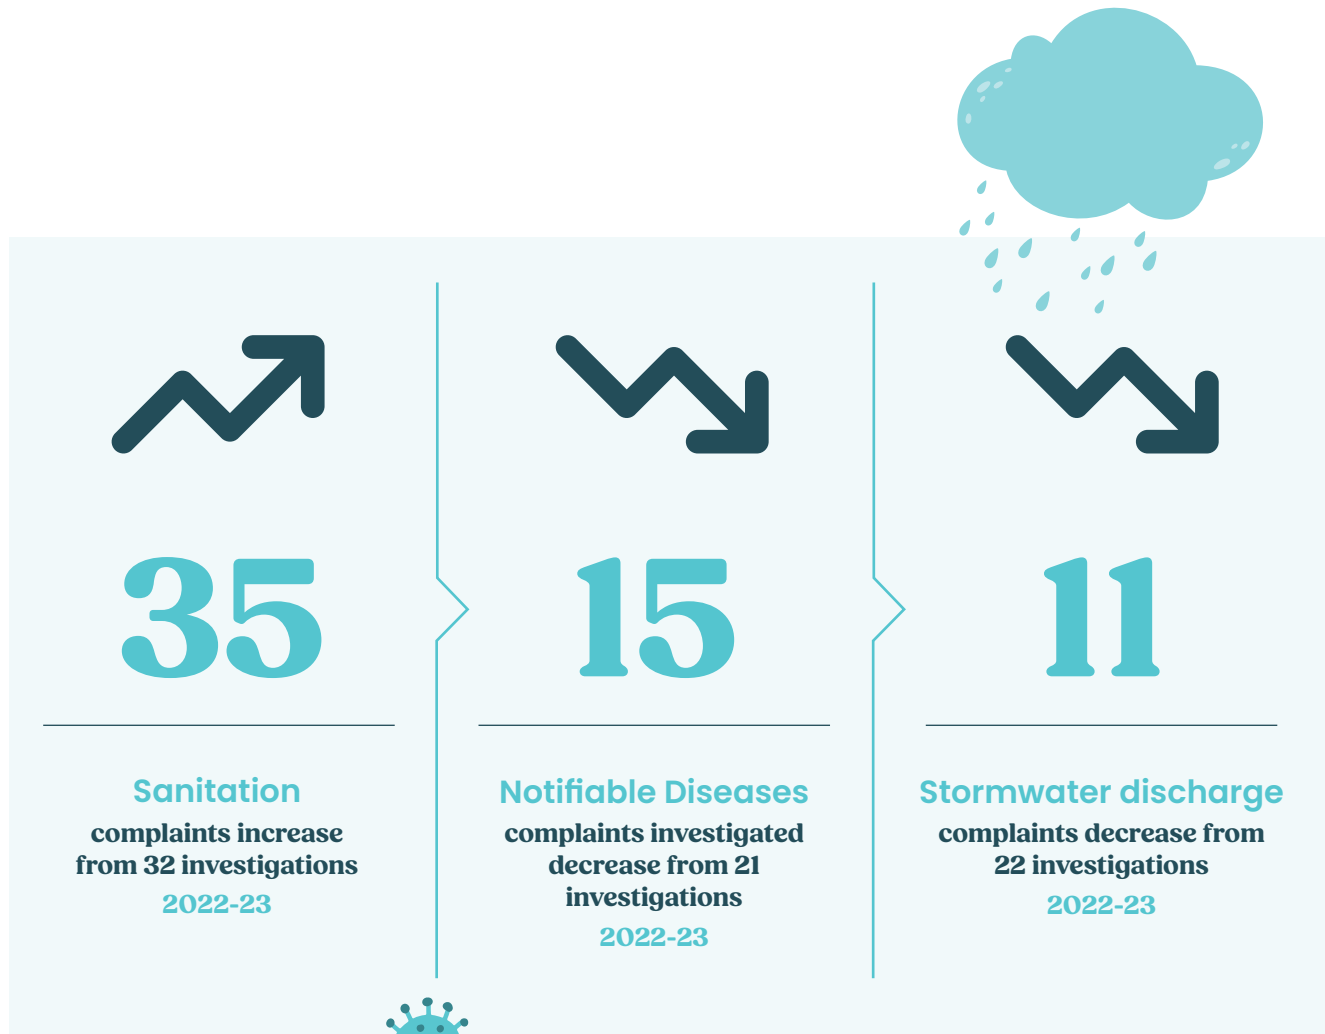 35
Sanitation
complaints increase
from 32 investigations
2022-23
15
Notifiable Diseases
complaints investigated
decrease from 21
investigations
2022-23
11
Stormwater discharge
complaints decrease from
22 investigations
2022-23